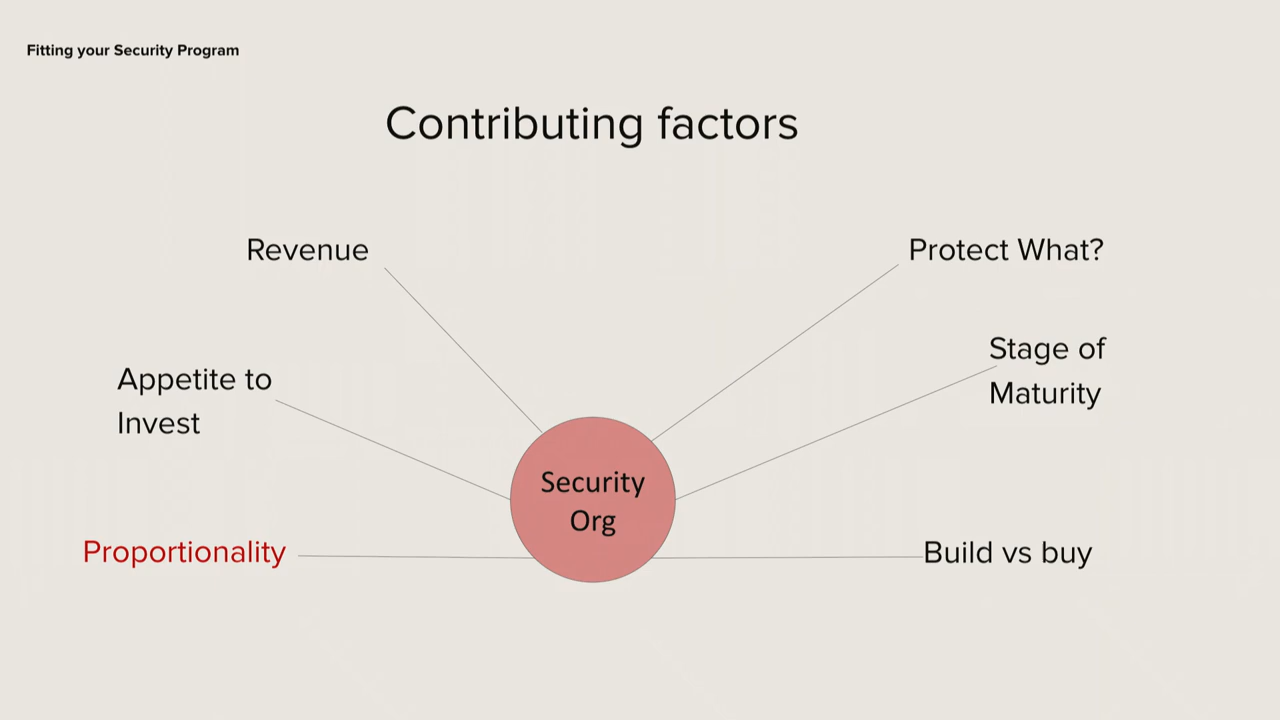 Fitting your Security Program
Contributing factors
Revenue
Protect What?
Appetite to
Invest
Stage of
Maturity
Security
Org
Proportionality
Build vs buy